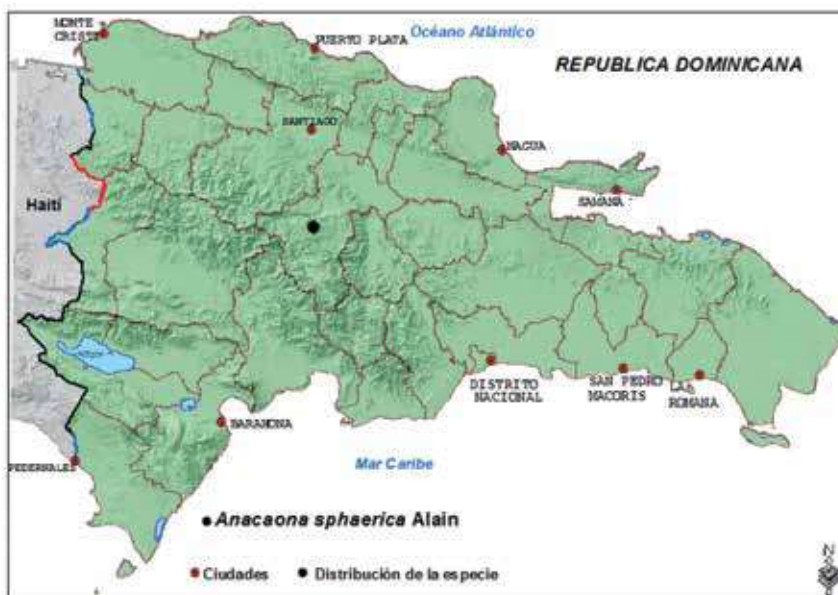 MONTE
CRISTI
PUERTO PLATA
Océano Atlántico
REPUBLICA DOMINICANA
SANTIAGO
NAGUA
SAMANA
Haití
DISTRITO
NACIONAL
SAN PEDRO
MACORIS
LA
ROMANA
BARAHONA
PEDERNALES
Mar Caribe
Anacaona sphaerica Alain
Ciudades
Distribución de la especie
N